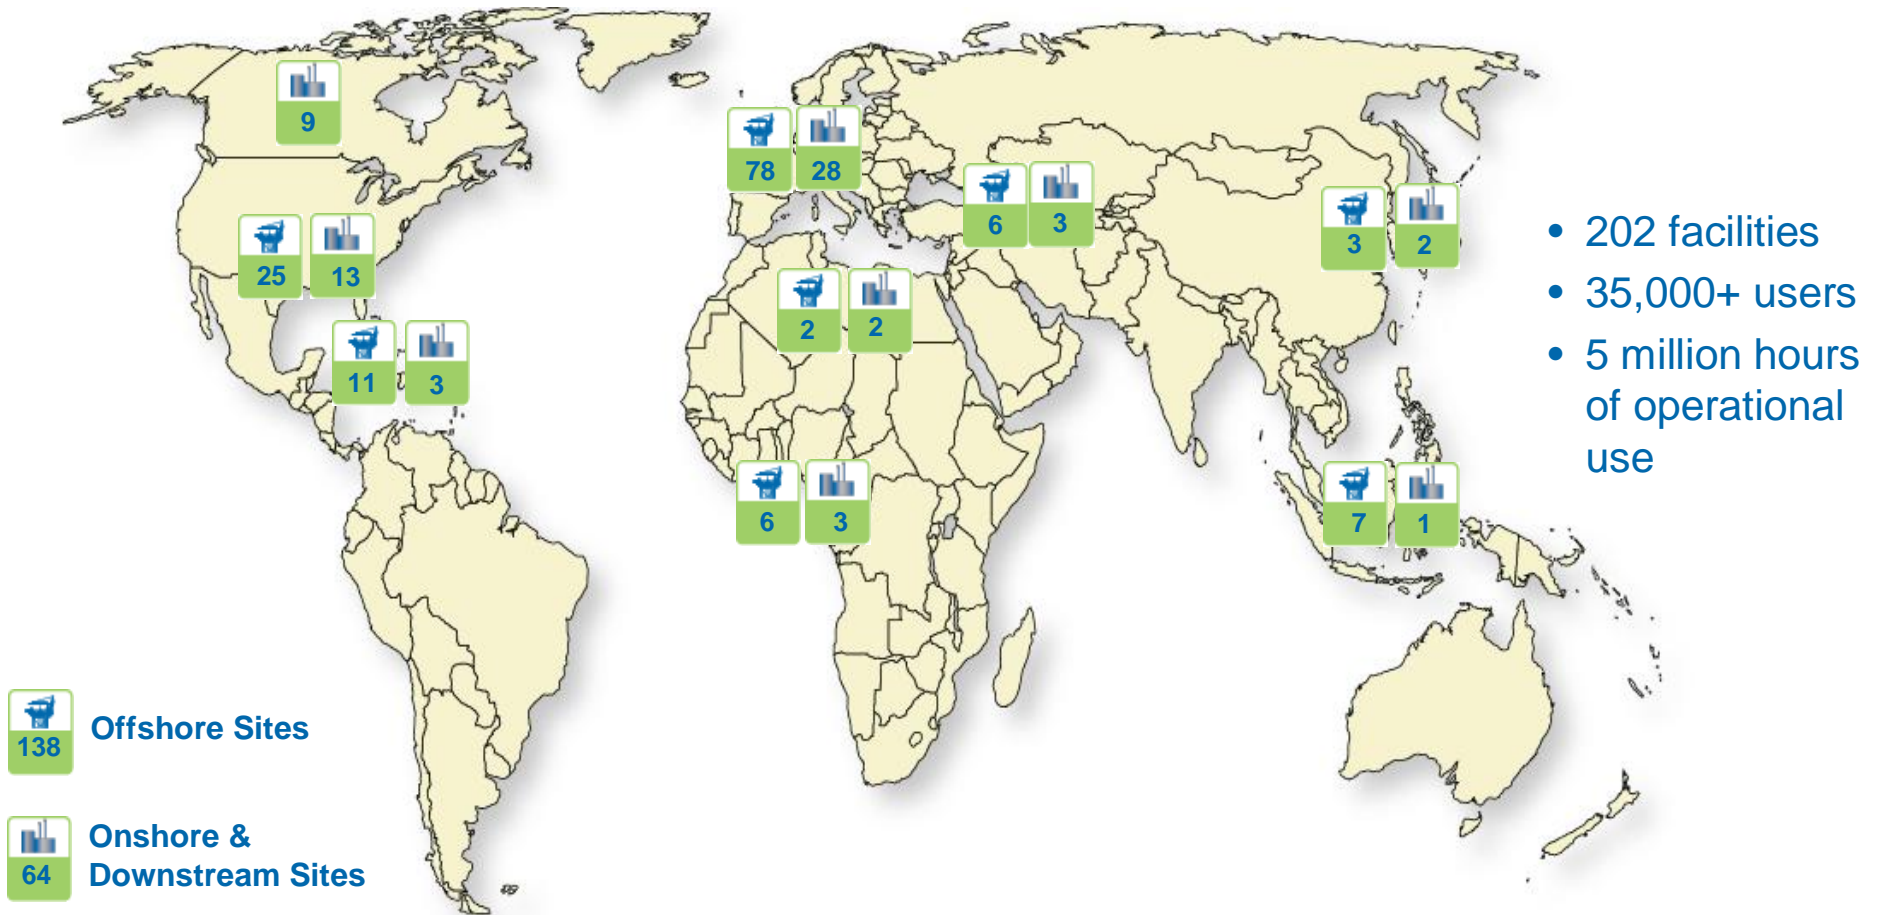 9
78 28
6 3
3 2
25 13
2 2
11 3
6 3
7 1
• 202 facilities
• 35,000+ users
• 5 million hours
of operational
use
138 Offshore Sites
64 Onshore &
Downstream Sites